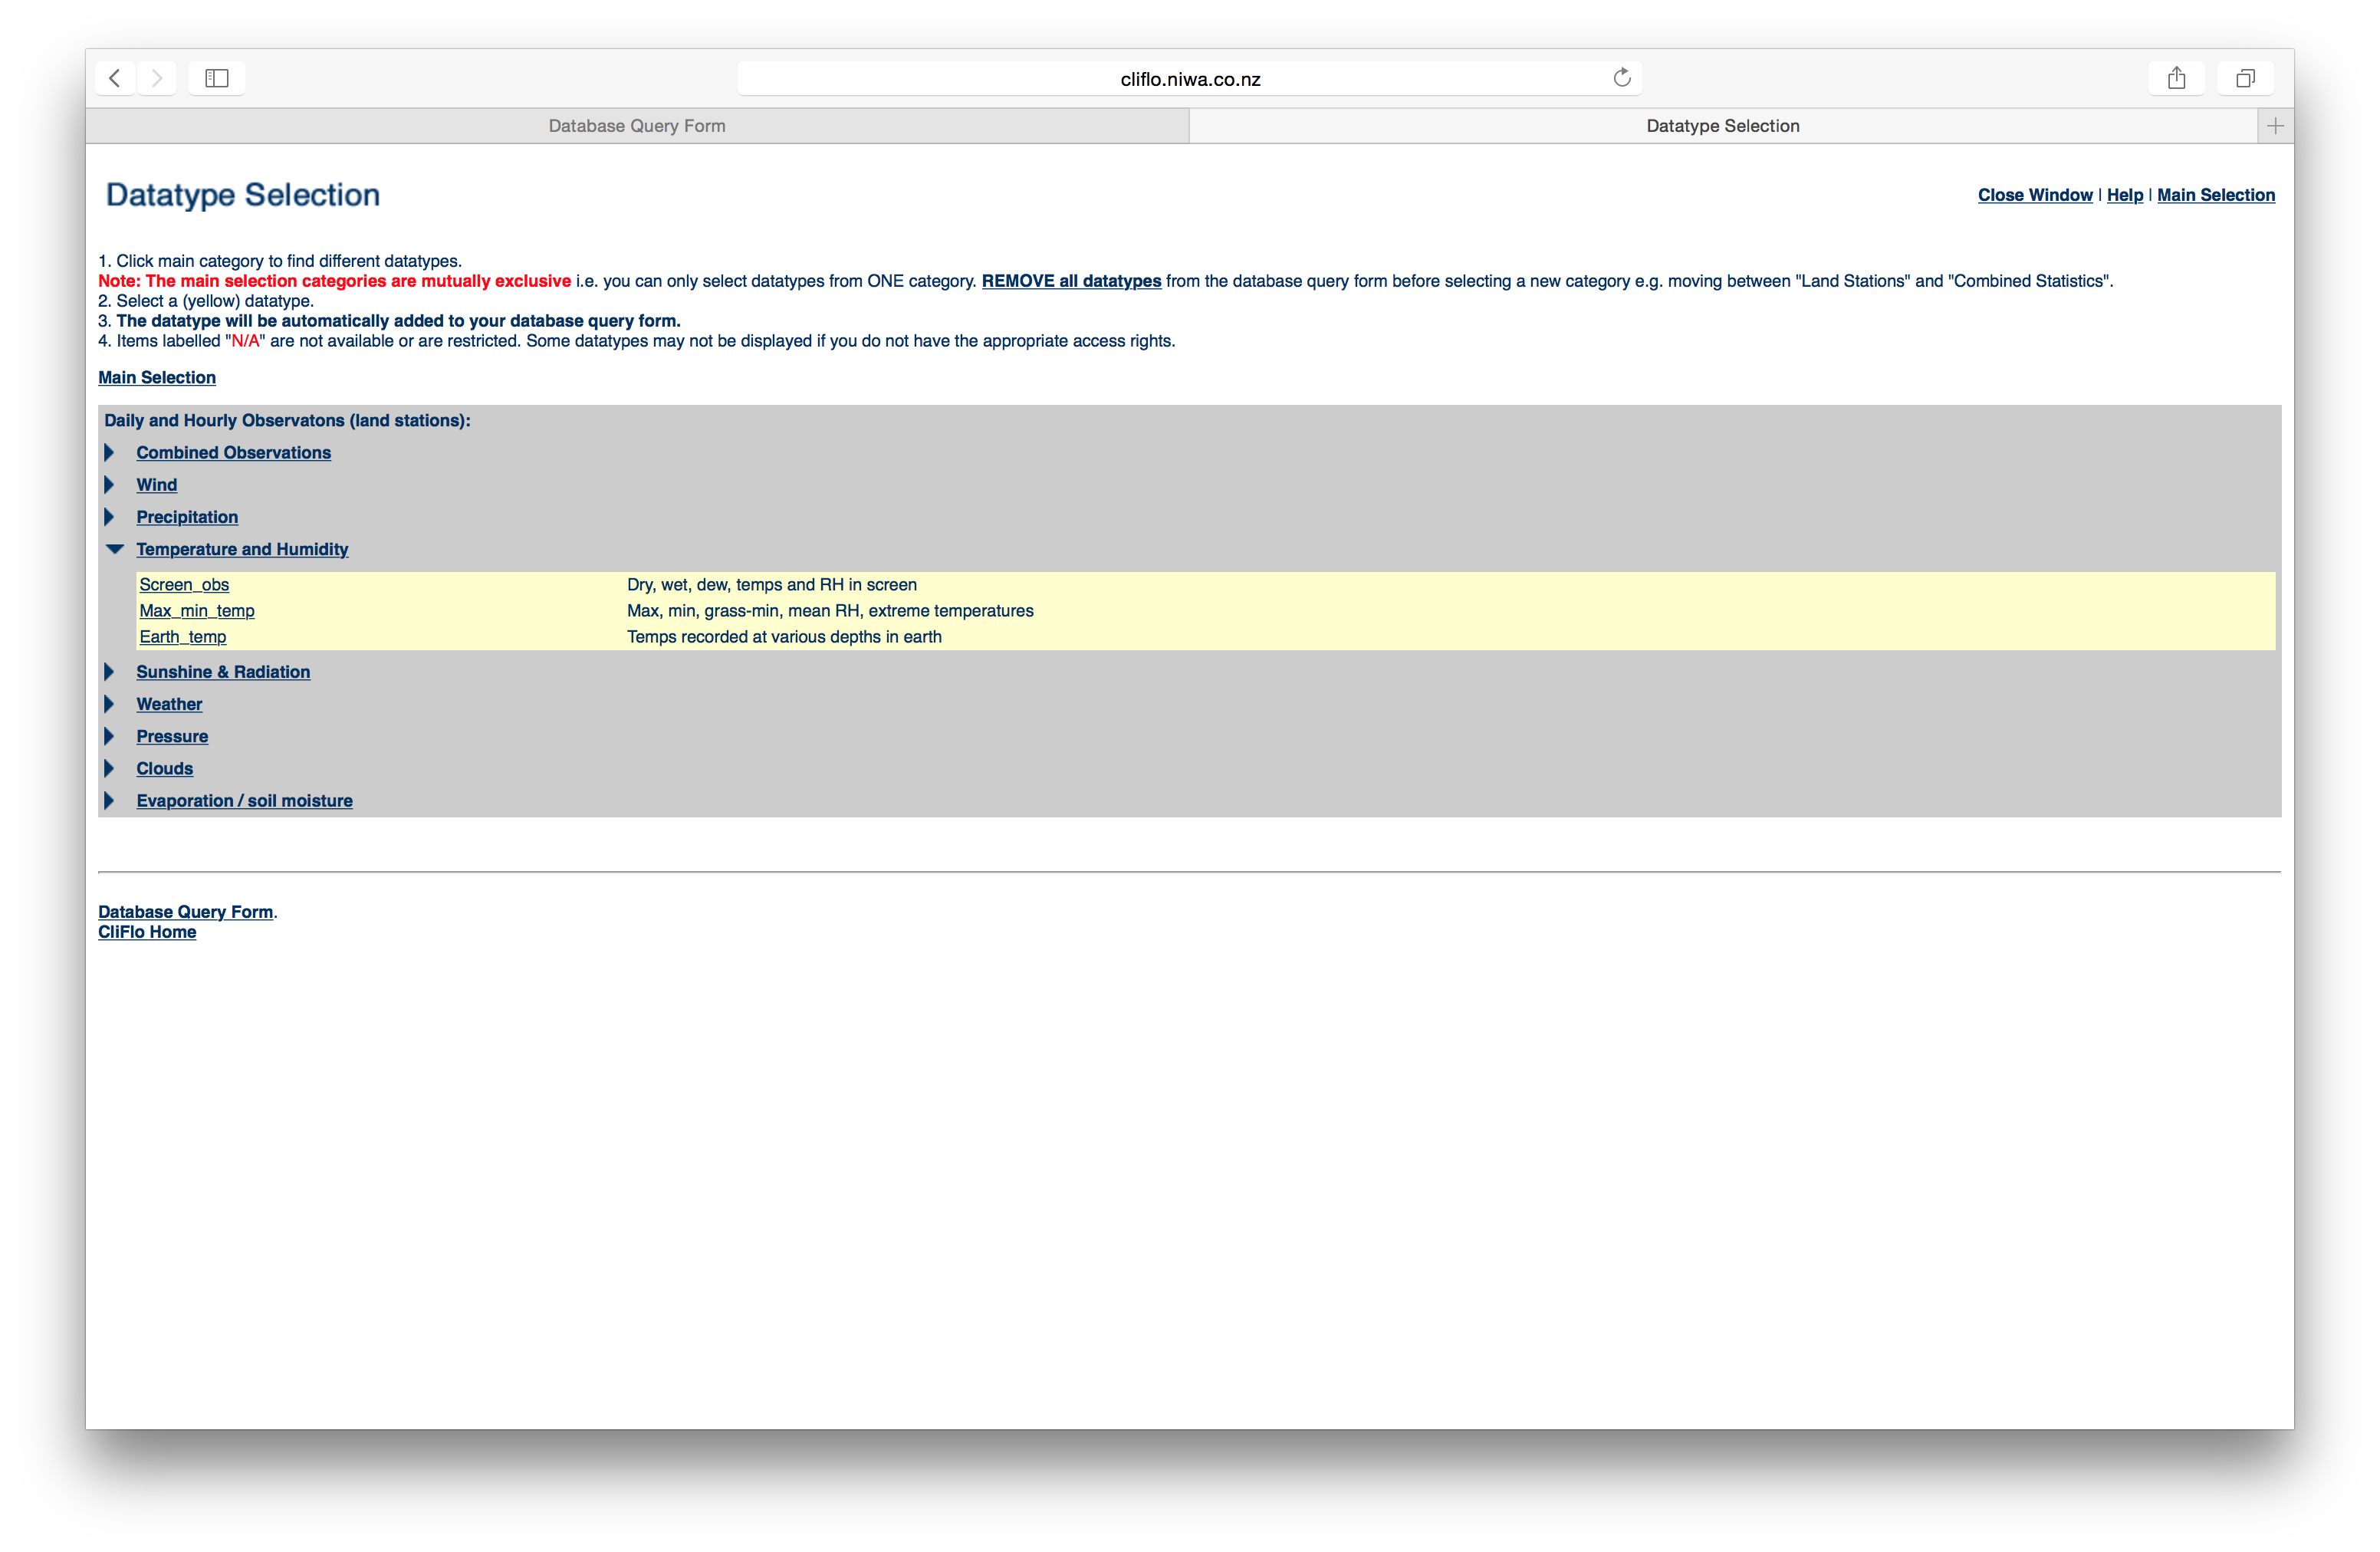 cliflo.niwa.co.nz
Database Query Form
Datatype Selection
Datatype Selection
Close Window | Help | Main Selection
1. Click main category to find different datatypes.
Note: The main selection categories are mutually exclusive i.e. you can only select datatypes from ONE category. REMOVE all datatypes from the database query form before selecting a new category e.g. moving between "Land Stations" and "Combined Statistics".
2. Select a (yellow) datatype.
3. The datatype will be automatically added to your database query form.
4. Items labelled "N/A" are not available or are restricted. Some datatypes may not be displayed if you do not have the appropriate access rights.
Main Selection
Daily and Hourly Observatons (land stations):
Combined Observations
Wind
Precipitation
Temperature and Humidity
Screen_obs Dry, wet, dew, temps and RH in screen
Max_min_temp Max, min, grass-min, mean RH, extreme temperatures
Earth_temp Temps recorded at various depths in earth
Sunshine & Radiation
Weather
Pressure
Clouds
Evaporation / soil moisture
Database Query Form.
CliFlo Home